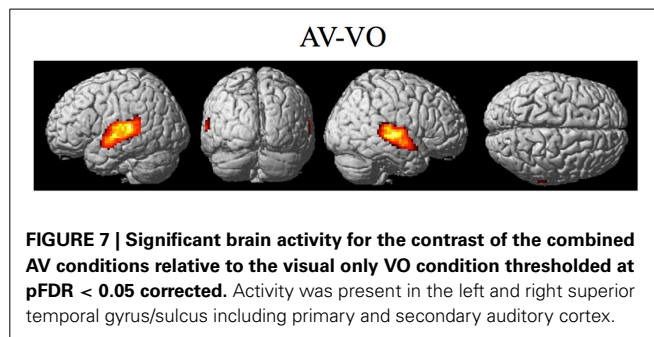 AV-VO
FIGURE 7 | Significant brain activity for the contrast of the combined
AV conditions relative to the visual only VO condition thresholded at
pFDR < 0.05 corrected. Activity was present in the left and right superior
temporal gyrus/sulcus including primary and secondary auditory cortex.